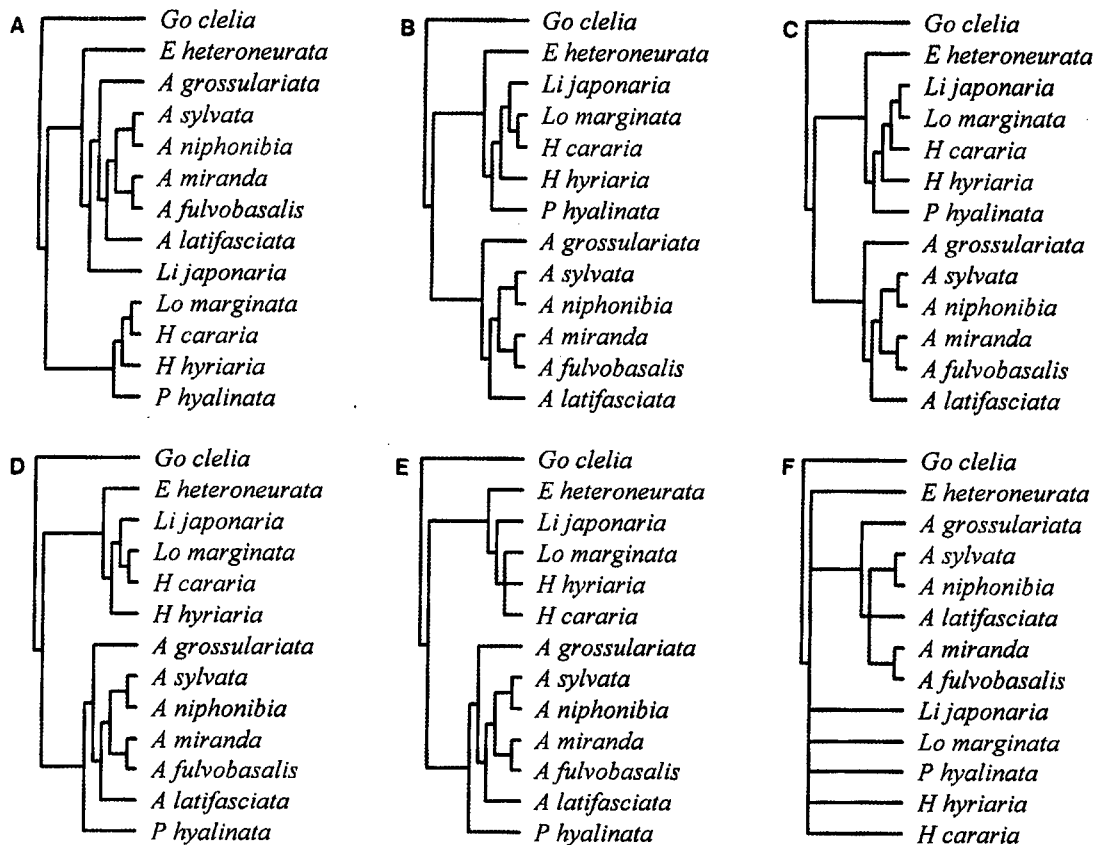 A
Go clelia
E heteroneurata
A grossulariata
A sylvata
A niphonibia
A miranda
A fulvobasalis
A latifasciata
Li japonaria
Lo marginata
H cararia
H hyriaria
P hyalinata
B
Go clelia
E heteroneurata
Li japonaria
Lo marginata
H cararia
H hyriaria
P hyalinata
A grossulariata
A sylvata
A niphonibia
A miranda
A fulvobasalis
A latifasciata
C
Go clelia
E heteroneurata
Li japonaria
Lo marginata
H cararia
H hyriaria
P hyalinata
A grossulariata
A sylvata
A niphonibia
A miranda
A fulvobasalis
A latifasciata
D
Go clelia
E heteroneurata
Li japonaria
Lo marginata
H cararia
H hyriaria
A grossulariata
A sylvata
A niphonibia
A miranda
A fulvobasalis
A latifasciata
P hyalinata
E
Go clelia
E heteroneurata
Li japonaria
Lo marginata
H hyriaria
H cararia
A grossulariata
A sylvata
A niphonibia
A miranda
A fulvobasalis
A latifasciata
P hyalinata
F
Go clelia
E heteroneurata
A grossulariata
A sylvata
A niphonibia
A latifasciata
A miranda
A fulvobasalis
Li japonaria
Lo marginata
P hyalinata
H hyriaria
H cararia